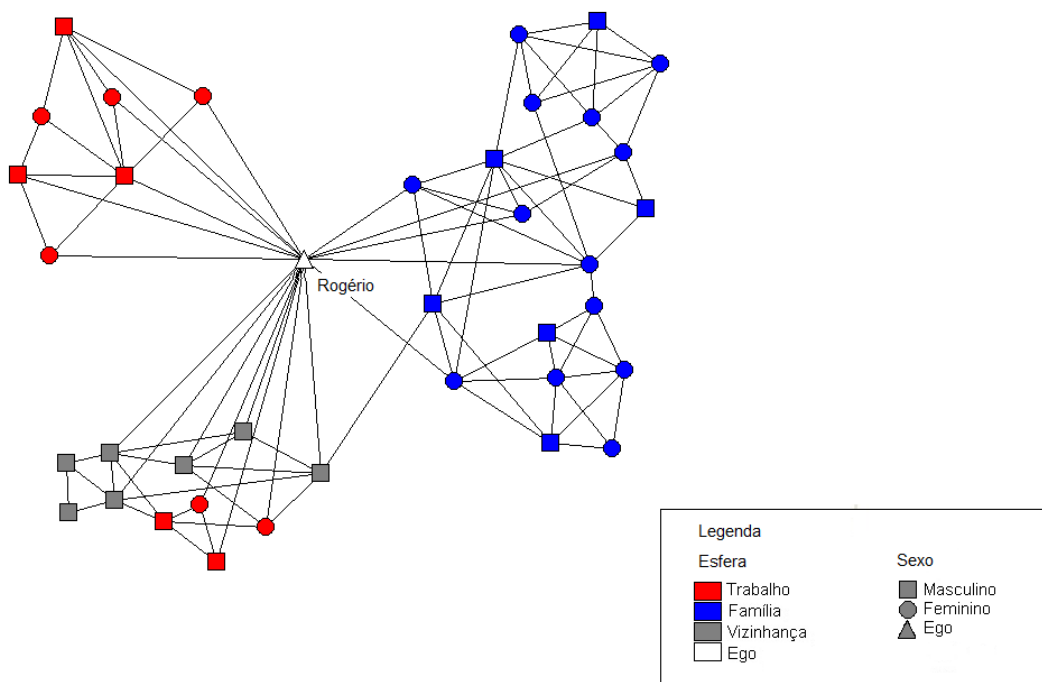 Rogério
Legenda
Esfera
Trabalho
Família
Vizinhança
Ego
Sexo
Masculino
Feminino
Ego